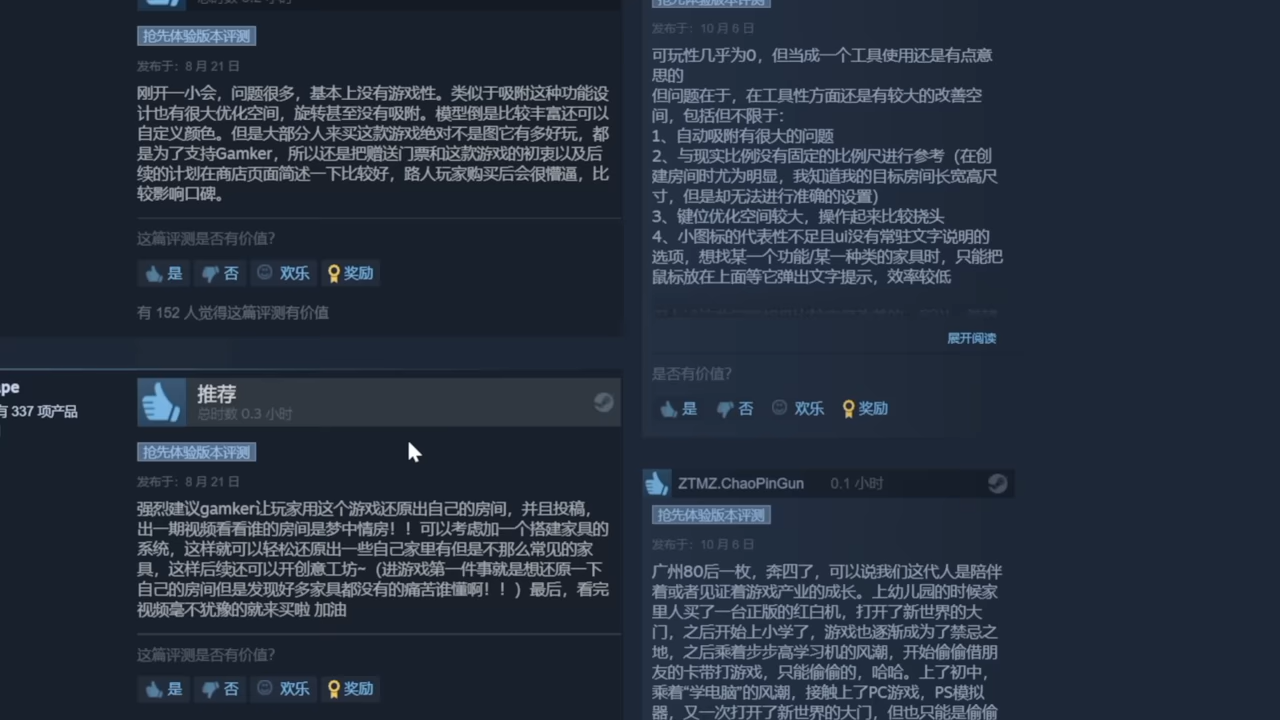 总时数 0.2 小时
抢先体验版本评测
发布于：8 月 21 日
刚开一小会，问题很多，基本上没有游戏性。类似于吸附这种功能设
计也有很大优化空间，旋转甚至没有吸附。模型倒是比较丰富还可以
自定义颜色。但是大部分人来买这款游戏绝对不是图它有多好玩，都
是为了支持Gamker，所以还是把赠送门票和这款游戏的初衷以及后
续的计划在商店页面简述一下比较好，路人玩家购买后会很懵逼，比
较影响口碑。
这篇评测是否有价值？
是 否 欢乐 奖励
有 152 人觉得这篇评测有价值
ape
有 337 项产品
推荐
总时数 0.3 小时
抢先体验版本评测
发布于：8 月 21 日
强烈建议gamker让玩家用这个游戏还原出自己的房间，并且投稿，
出一期视频看看谁的房间是梦中情房！！可以考虑加一个搭建家具的
系统，这样就可以轻松还原出一些自己家里有但是不那么常见的家
具，这样后续还可以开创意工坊~（进游戏第一件事就是想还原一下
自己的房间但是发现好多家具都没有的痛苦谁懂啊！！）最后，看完
视频毫不犹豫的就来买啦 加油
这篇评测是否有价值？
是 否 欢乐 奖励
抢先体验版本评测
发布于：10 月 6 日
可玩性几乎为0，但当成一个工具使用还是有点意
思的
但问题在于，在工具性方面还是有较大的改善空
间，包括但不限于：
1、自动吸附有很大的问题
2、与现实比例没有固定的比例尺进行参考（在创
建房间时尤为明显，我知道我的目标房间长宽高尺
寸，但是却无法进行准确的设置）
3、键位优化空间较大，操作起来比较挠头
4、小图标的代表性不足且ui没有常驻文字说明的
选项，想找某一个功能/某一种类的家具时，只能把
鼠标放在上面等它弹出文字提示，效率较低
展开阅读
是否有价值？
是 否 欢乐 奖励
ZTMZ.ChaoPinGun 0.1 小时
抢先体验版本评测
发布于：10 月 6 日
广州80后一枚，奔四了，可以说我们这代人是陪伴
着或者见证着游戏产业的成长。上幼儿园的时候家
里人买了一台正版的红白机，打开了新世界的大
门，之后开始上小学了，游戏也逐渐成为了禁忌之
地，之后乘着步步高学习机的风潮，开始偷偷借朋
友的卡带打游戏，只能偷偷的，哈哈。上了初中，
乘着“学电脑”的风潮，接触上了PC游戏，PS模拟
器，又一次打开了新世界的大门，但也只能是偷偷